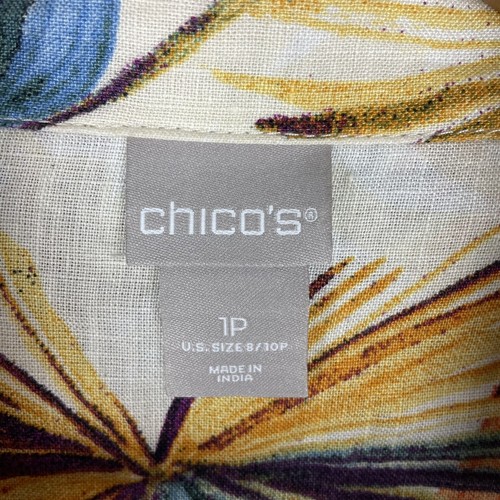 chico's®
1P
U.S. SIZE 8/10P
MADE IN
INDIA